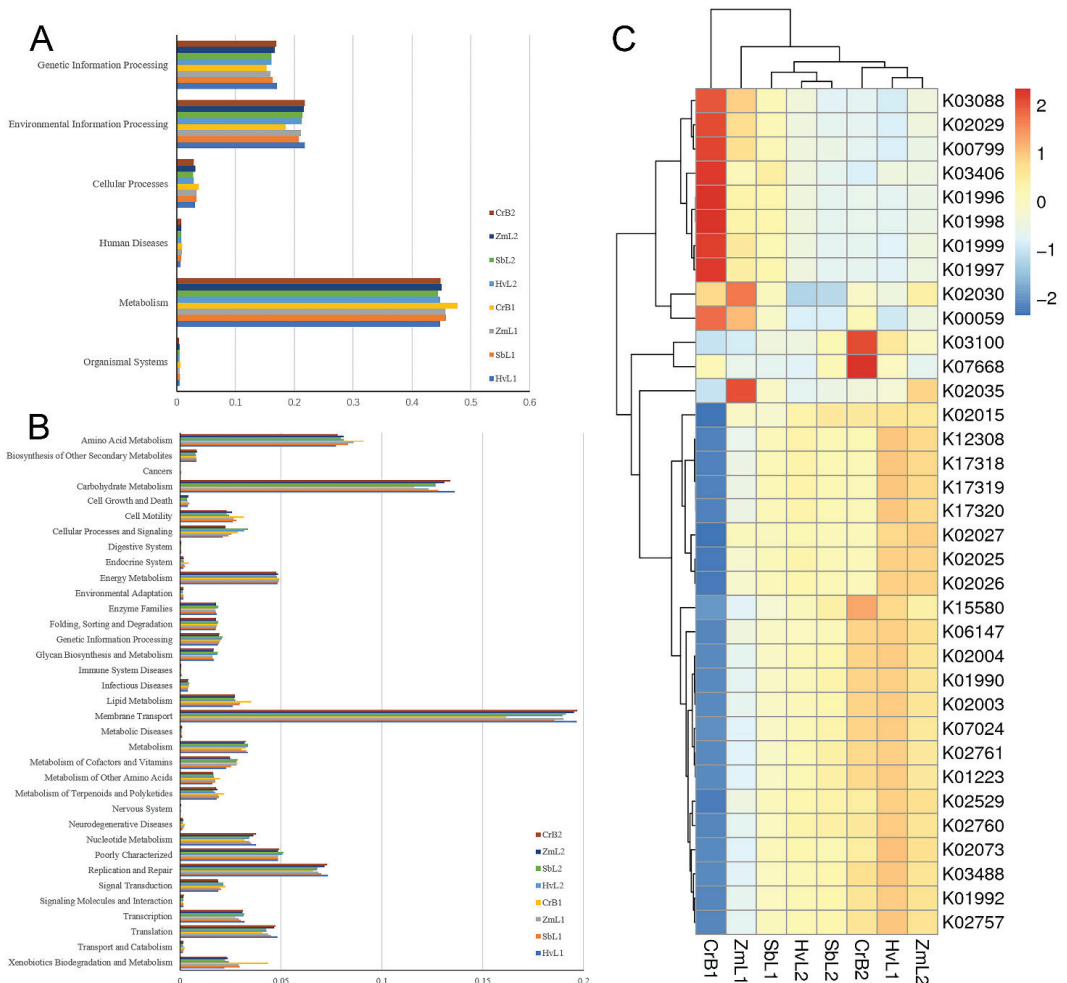 A
Genetic Information Processing
Environmental Information Processing
Cellular Processes
Human Diseases
Metabolism
Organismal Systems
0 0.1 0.2 0.3 0.4 0.5 0.6
CrB2
ZmL2
SbL2
HvL2
CrB1
ZmL1
SbL1
HvL1
B
Amino Acid Metabolism
Biosynthesis of Other Secondary Metabolites
Cancers
Carbohydrate Metabolism
Cell Growth and Death
Cell Motility
Cellular Processes and Signaling
Digestive System
Endocrine System
Energy Metabolism
Environmental Adaptation
Enzyme Families
Folding, Sorting and Degradation
Genetic Information Processing
Glycan Biosynthesis and Metabolism
Immune System Diseases
Infectious Diseases
Lipid Metabolism
Membrane Transport
Metabolic Diseases
Metabolism
Metabolism of Cofactors and Vitamins
Metabolism of Other Amino Acids
Metabolism of Terpenoids and Polyketides
Nervous System
Neurodegenerative Diseases
Nucleotide Metabolism
Poorly Characterized
Replication and Repair
Signal Transduction
Signaling Molecules and Interaction
Transcription
Translation
Transport and Catabolism
Xenobiotics Biodegradation and Metabolism
0 0.05 0.1 0.15 0.2
CrB2
ZmL2
SbL2
HvL2
CrB1
ZmL1
SbL1
HvL1
C
K03088
K02029
K00799
K03406
K01996
K01998
K01999
K01997
K02030
K00059
K03100
K07668
K02035
K02015
K12308
K17318
K17319
K17320
K02027
K02025
K02026
K15580
K06147
K02004
K01990
K02003
K07024
K02761
K01223
K02529
K02760
K02073
K03488
K01992
K02757
CrB1 ZmL1 SbL1 HvL2 SbL2 CrB2 HvL1 ZmL2
2
1
0
−1
−2